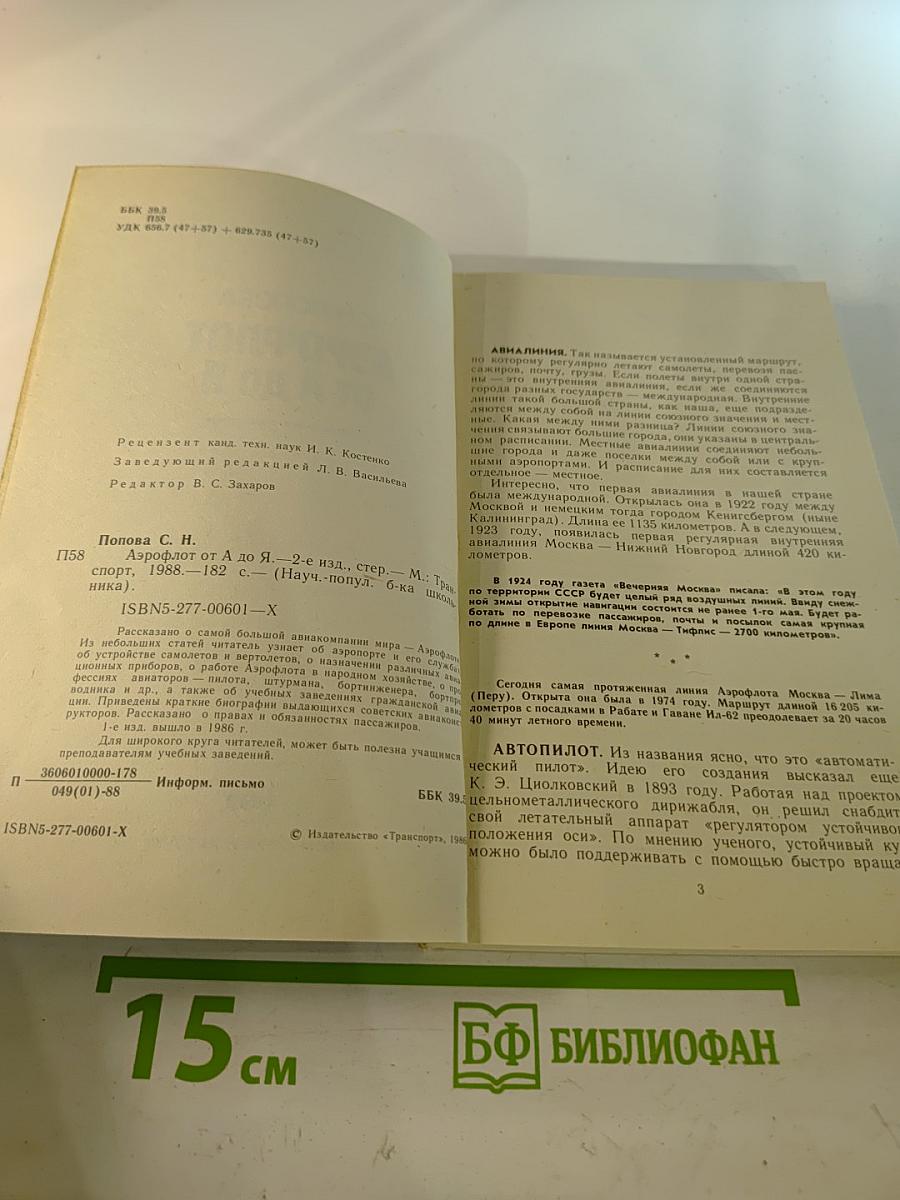 ББК 39.5
П58
УДК 656.7 (47+57) + 629.735 (47+57)
Рецензент канд. техн. наук И. К. Костенко
Заведующий редакцией Л. В. Васильева
Редактор В. С. Захаров
Попова С. Н.
П58 Аэрофлот от А до Я.—2-е изд., стер.— М.: Тран-
спорт, 1988.—182 с.— (Науч.-попул. б-ка школь-
ника).
ISBN5-277-00601—X
Рассказано о самой большой авиакомпании мира — Аэрофлоте
Из небольших статей читатель узнает об аэропорте и его службах
об устройстве самолетов и вертолетов, о назначении различных авиа
ционных приборов, о работе Аэрофлота в народном хозяйстве, о про
фессиях авиаторов — пилота, штурмана, бортинженера, бортпро
водника и др., а также об учебных заведениях гражданской авиа
ции. Приведены краткие биографии выдающихся советских авиаконст
рукторов. Рассказано о правах и обязанностях пассажиров.
1-е изд. вышло в 1986 г.
Для широкого круга читателей, может быть полезна учащимся
преподавателям учебных заведений.
П 3606010000-178 Информ. письмо
049(01)-88
ББК 39.5
ISBN5-277-00601-X
© Издательство «Транспорт», 1986
АВИАЛИНИЯ. Так называется установленный маршрут,
по которому регулярно летают самолеты, перевозя пас-
сажиров, почту, грузы. Если полеты внутри одной стра-
ны — это внутренняя авиалиния, если же соединяются
города разных государств — международная. Внутренние
линии такой большой страны, как наша, еще подразде-
ляются между собой на линии союзного значения и мест-
ные. Какая между ними разница? Линии союзного зна-
чения связывают большие города, они указаны в централь-
ном расписании. Местные авиалинии соединяют неболь-
шие города и даже поселки между собой или с круп-
ными аэропортами. И расписание для них составляется
отдельное — местное.
Интересно, что первая авиалиния в нашей стране
была международной. Открылась она в 1922 году между
Москвой и немецким тогда городом Кенигсбергом (ныне
Калининград). Длина ее 1135 километров. А в следующем,
1923 году, появилась первая регулярная внутренняя
авиалиния Москва — Нижний Новгород длиной 420 ки-
лометров.
В 1924 году газета «Вечерняя Москва» писала: «В этом году
по территории СССР будет целый ряд воздушных линий. Ввиду снеж-
ной зимы открытие навигации состоится не ранее 1-го мая. Будет ра-
ботать по перевозке пассажиров, почты и посылок самая крупная
по длине в Европе линия Москва — Тифлис — 2700 километров».
* * *
Сегодня самая протяженная линия Аэрофлота Москва — Лима
(Перу). Открыта она была в 1974 году. Маршрут длиной 16 205 ки-
лометров с посадками в Рабате и Гаване Ил-62 преодолевает за 20 часов
40 минут летного времени.
АВТОПИЛОТ. Из названия ясно, что это «автомати-
ческий пилот». Идею его создания высказал еще
К. Э. Циолковский в 1893 году. Работая над проектом
цельнометаллического дирижабля, он решил снабдит
свой летательный аппарат «регулятором устойчивог
положения оси». По мнению ученого, устойчивый ку
можно было поддерживать с помощью быстро враща
3
15 см
БФ БИБЛИОФАН